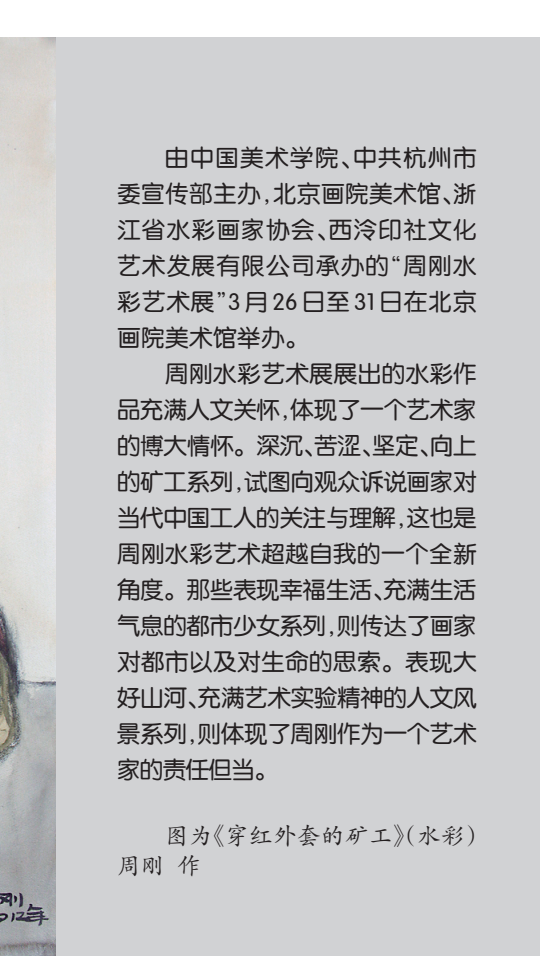 由中国美术学院、中共杭州市
委宣传部主办,北京画院美术馆、浙
江省水彩画家协会、西泠印社文化
艺术发展有限公司承办的“周刚水
彩艺术展”3月26日至31日在北京
画院美术馆举办。
周刚水彩艺术展展出的水彩作
品充满人文关怀,体现了一个艺术家
的博大情怀。深沉、苦涩、坚定、向上
的矿工系列,试图向观众诉说画家对
当代中国工人的关注与理解,这也是
周刚水彩艺术超越自我的一个全新
角度。那些表现幸福生活、充满生活
气息的都市少女系列,则传达了画家
对都市以及对生命的思索。表现大
好山河、充满艺术实验精神的人文风
景系列,则体现了周刚作为一个艺术
家的责任但当。
图为《穿红外套的矿工》(水彩)
周刚 作
刚